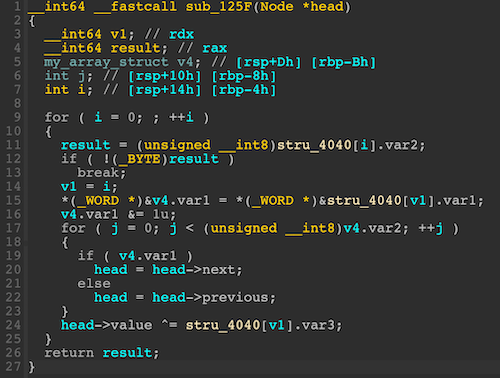 1 __int64 __fastcall sub_125F(Node *head)
2 {
3   __int64 v1; // rdx
4   __int64 result; // rax
5   my_array_struct v4; // [rsp+Dh] [rbp-Bh]
6   int j; // [rsp+10h] [rbp-8h]
7   int i; // [rsp+14h] [rbp-4h]
8
9   for ( i = 0; ; ++i )
10   {
11     result = (unsigned __int8)stru_4040[i].var2;
12     if ( !(_BYTE)result )
13       break;
14     v1 = i;
15     *(_WORD *)&v4.var1 = *(_WORD *)&stru_4040[v1].var1;
16     v4.var1 &= 1u;
17     for ( j = 0; j < (unsigned __int8)v4.var2; ++j )
18     {
19       if ( v4.var1 )
20         head = head->next;
21       else
22         head = head->previous;
23     }
24     head->value ^= stru_4040[v1].var3;
25   }
26   return result;
27 }